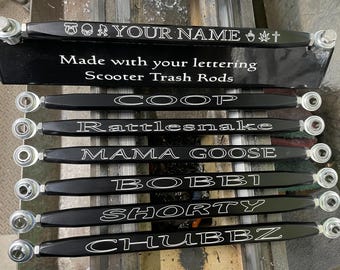 YOUR NAME
Made with your lettering
Scooter Trash Rods
COOP
Rattlesnake
MAMA GOOSE
BOBBI
SHORTY
CHUBBZ